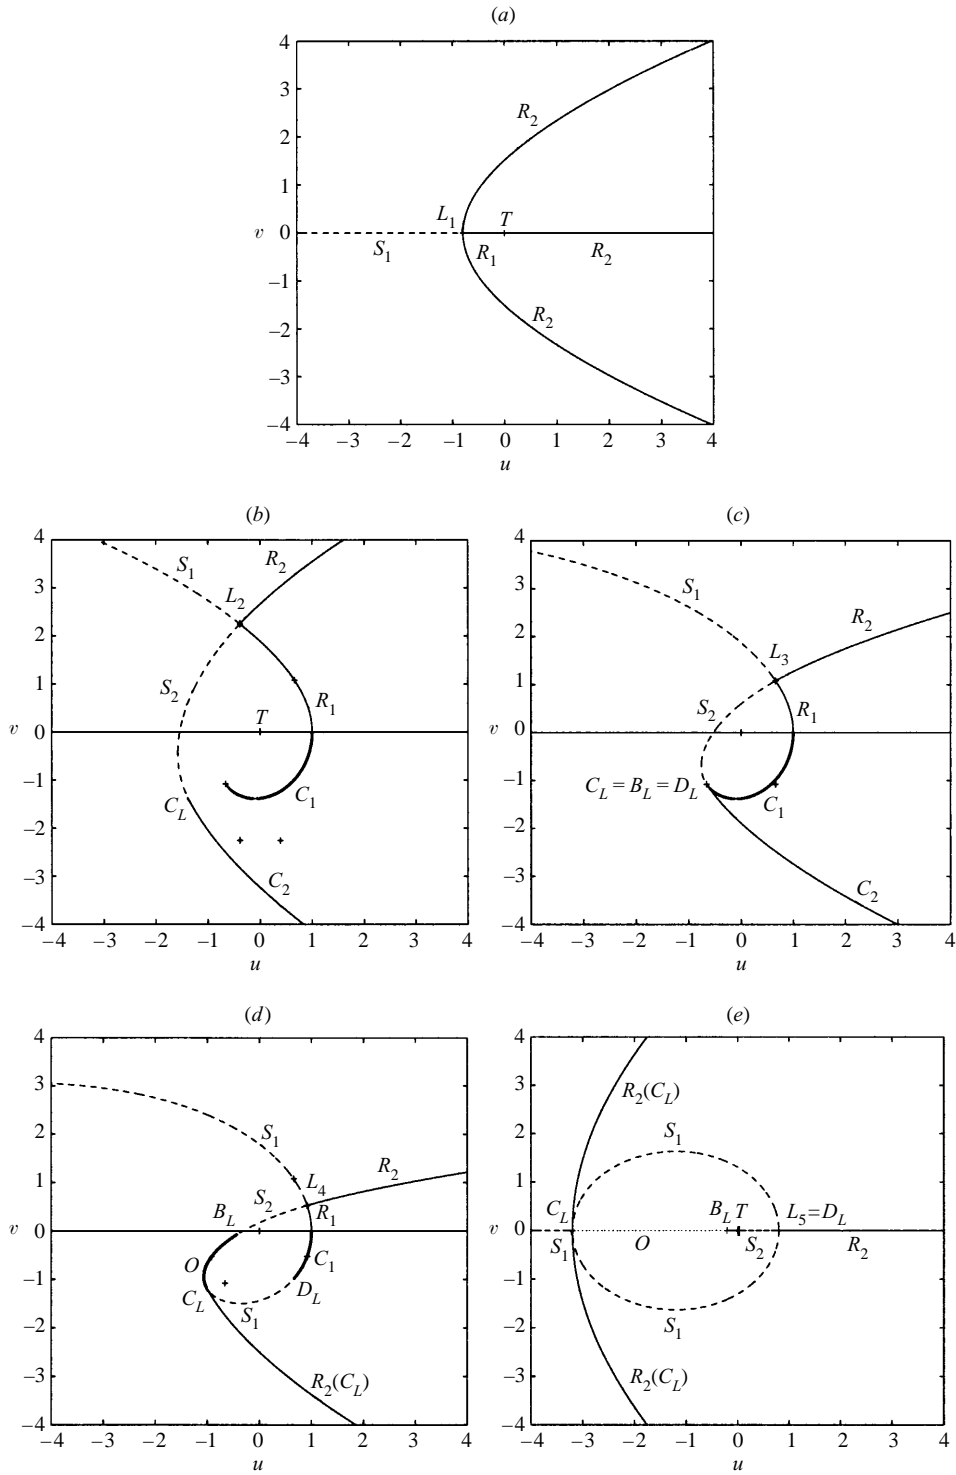 (a)
4
3
2
R2
1
L1
T
v
0
S1
R1
R2
–1
R2
–2
–3
–4
–4
–3
–2
–1
0
1
2
3
4
u
(b)
(c)
4
S1
R2
3
L2
2
S2
1
T
R1
v
0
C1
–1
CL
–2
C2
–3
–4
–4
–3
–2
–1
0
1
2
3
4
u
4
3
S1
R2
2
L3
1
S2
R1
v
0
CL = BL = DL
C1
–1
–2
C2
–3
–4
–4
–3
–2
–1
0
1
2
3
4
u
(d)
(e)
4
3
2
S1
R2
1
L4
S2
BL
R1
v
0
O
C1
–1
DL
CL
S1
–2
R2(CL)
–3
–4
–4
–3
–2
–1
0
1
2
3
4
u
4
R2(CL)
3
2
S1
1
CL
BL T
L5=DL
v
0
S1
O
S2
R2
–1
S1
–2
R2(CL)
–3
–4
–4
–3
–2
–1
0
1
2
3
4
u